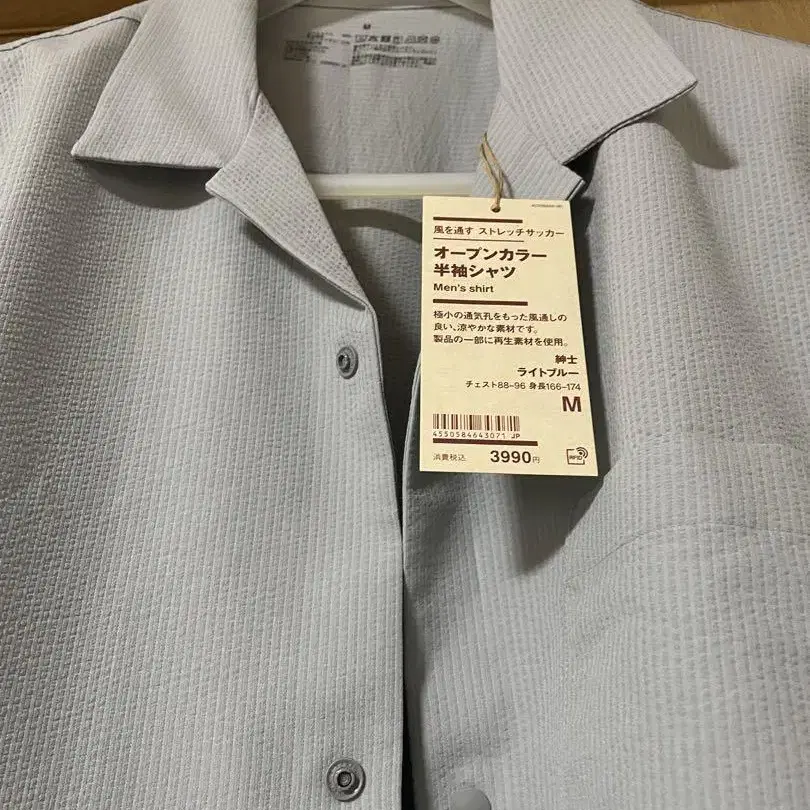 M
風を通す ストレッチサッカー
オープンカラー
半袖シャツ
Men's shirt
極小の通気孔をもった風通しの
良い、涼やかな素材です。
製品の一部に再生素材を使用。
紳士
ライトブルー
チェスト88-96 身長166-174
M
4550584643071 JP
消費税込 3990円
RFID